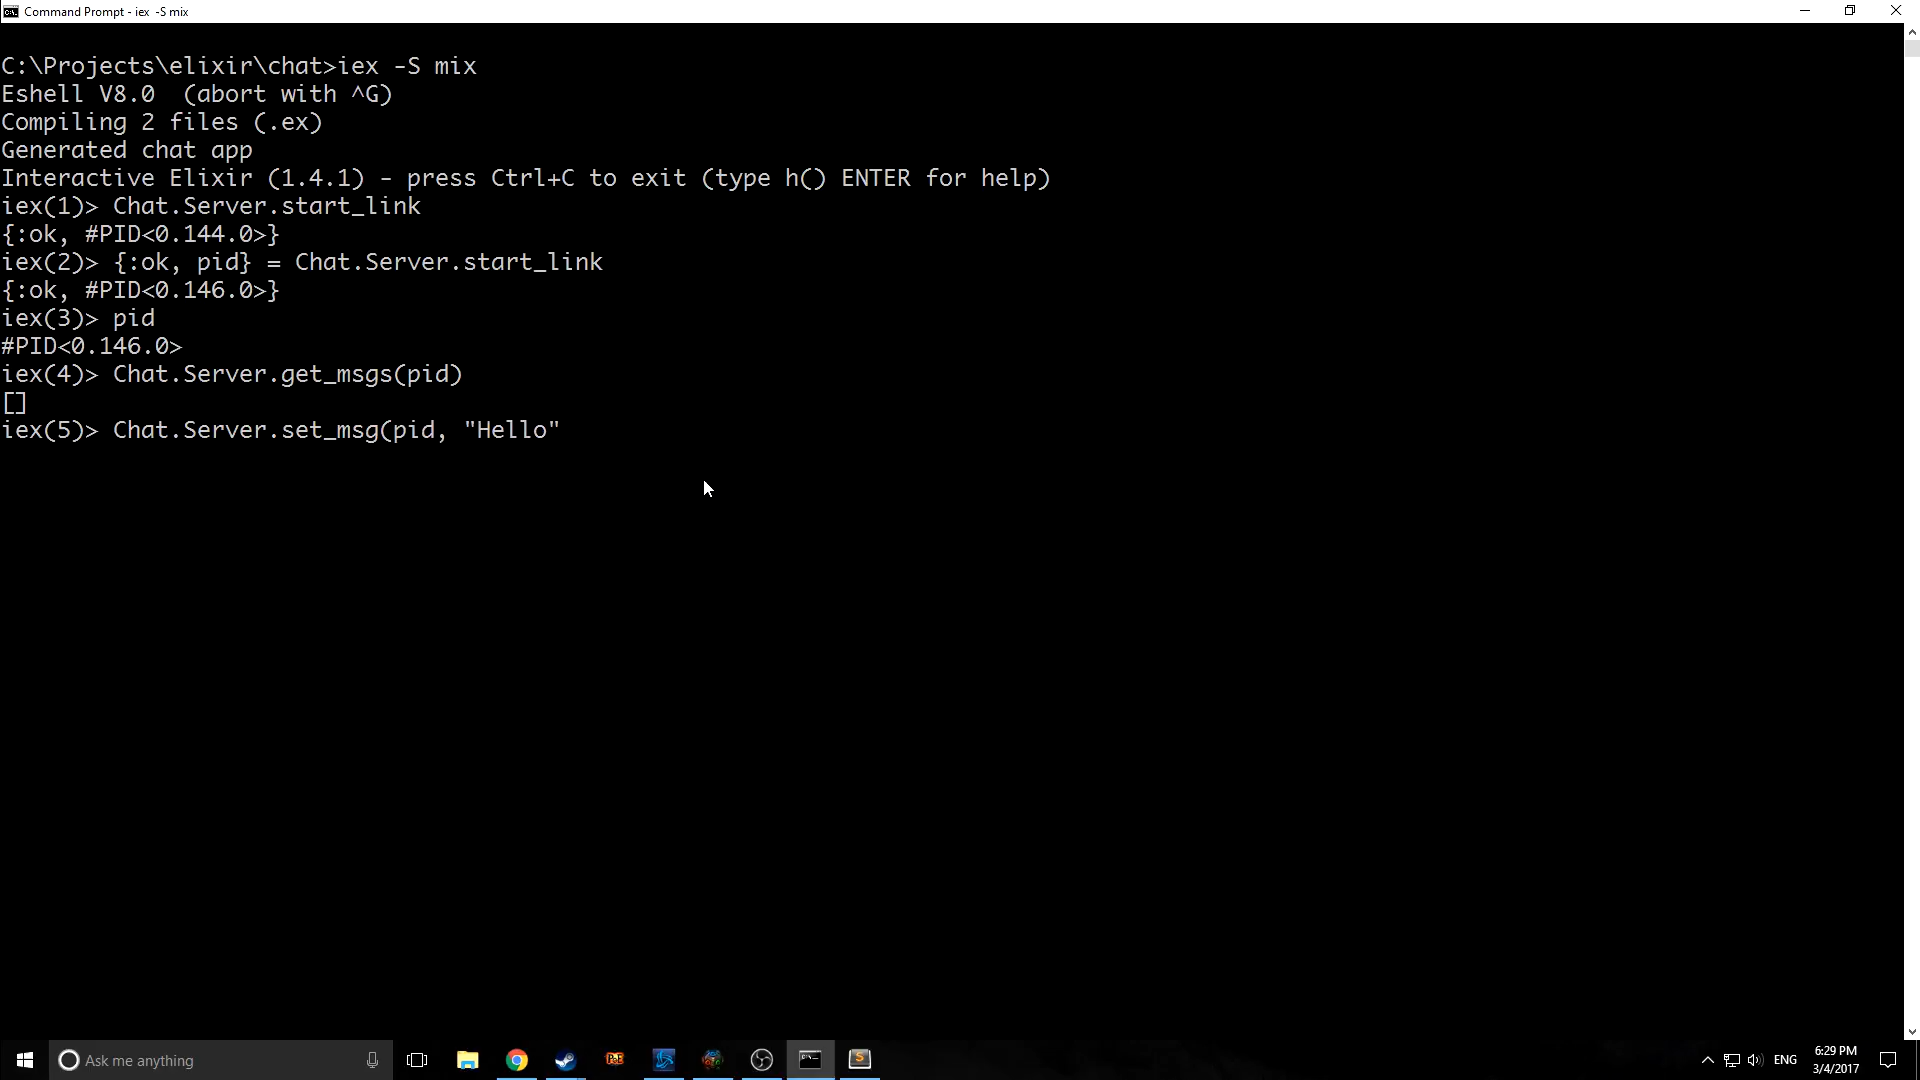 Command Prompt - iex  -S mix
C:\Projects\elixir\chat>iex -S mix
Eshell V8.0  (abort with ^G)
Compiling 2 files (.ex)
Generated chat app
Interactive Elixir (1.4.1) - press Ctrl+C to exit (type h() ENTER for help)
iex(1)> Chat.Server.start_link
{:ok, #PID<0.144.0>}
iex(2)> {:ok, pid} = Chat.Server.start_link
{:ok, #PID<0.146.0>}
iex(3)> pid
#PID<0.146.0>
iex(4)> Chat.Server.get_msgs(pid)
[]
iex(5)> Chat.Server.set_msg(pid, "Hello"
Ask me anything
PoE
S
ENG
6:29 PM
3/4/2017